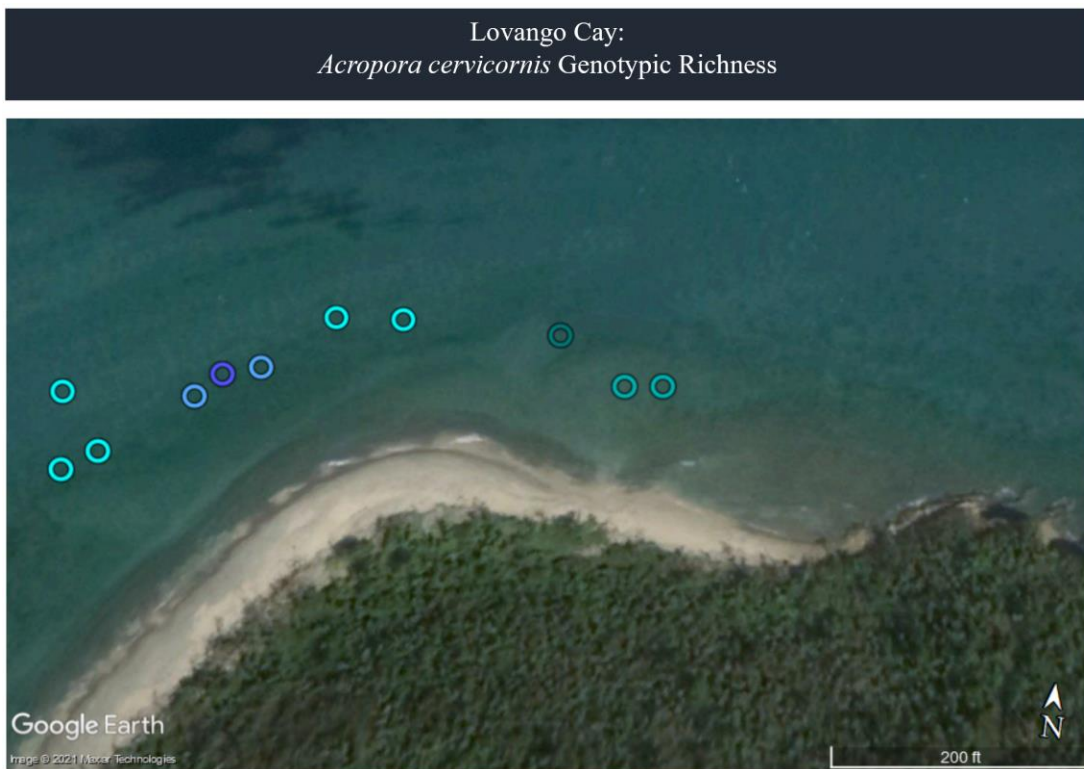 Lovango Cay:
Acropora cervicornis Genotypic Richness
Google Earth
Image © 2021 Maxar Technologies
200 ft
N